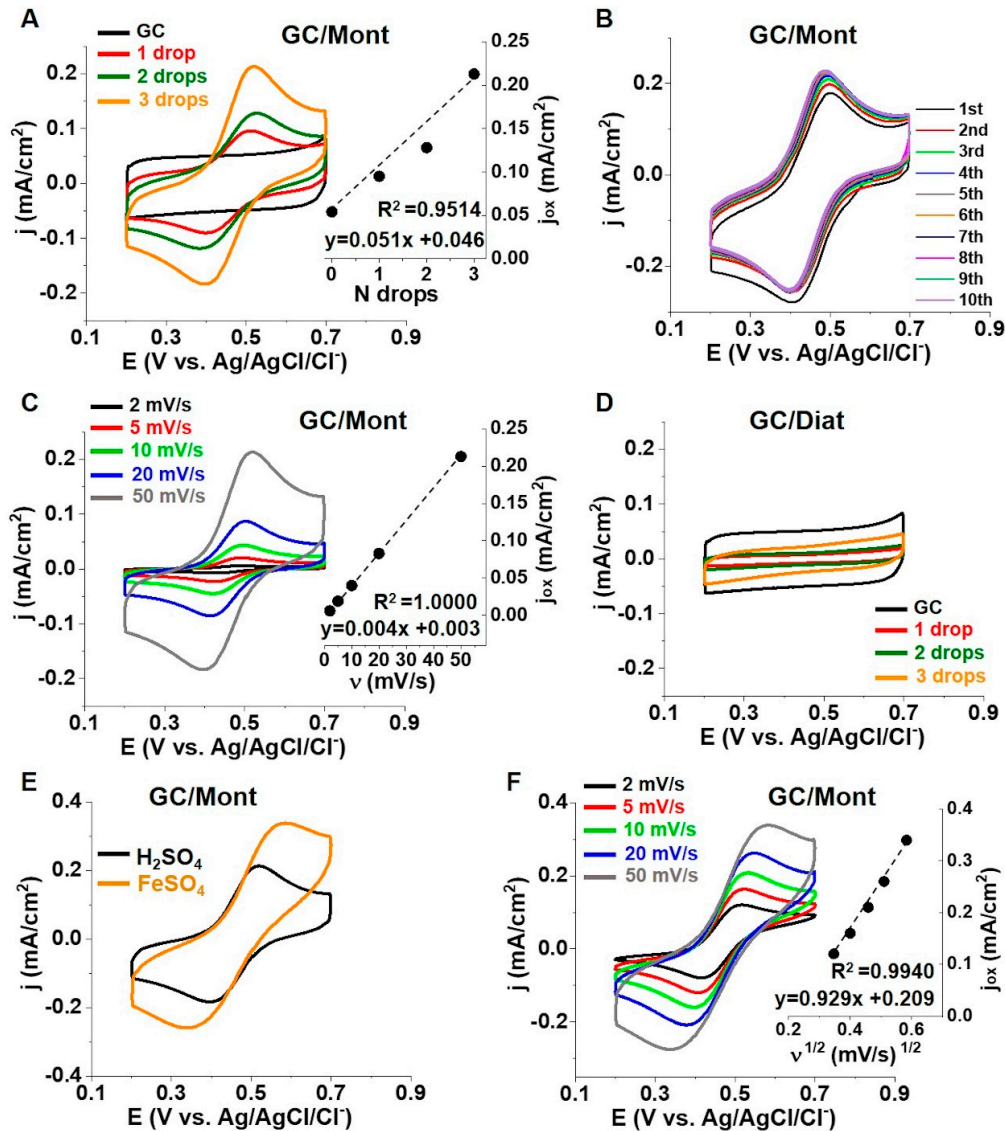 A
GC/Mont
GC
1 drop
2 drops
3 drops
j (mA/cm²)
0.2
0.1
0.0
-0.1
-0.2
0.1 0.3 0.5 0.7 0.9
E (V vs. Ag/AgCl/Cl⁻)
0.25
0.20
0.15
0.10
0.05
0.00
jox (mA/cm²)
R² =0.9514
y=0.051x +0.046
0 1 2 3
N drops
B
GC/Mont
j (mA/cm²)
0.2
0.0
-0.2
0.1 0.3 0.5 0.7 0.9
E (V vs. Ag/AgCl/Cl⁻)
1st
2nd
3rd
4th
5th
6th
7th
8th
9th
10th
C
GC/Mont
2 mV/s
5 mV/s
10 mV/s
20 mV/s
50 mV/s
j (mA/cm²)
0.2
0.1
0.0
-0.1
-0.2
0.1 0.3 0.5 0.7 0.9
E (V vs. Ag/AgCl/Cl⁻)
0.25
0.20
0.15
0.10
0.05
0.00
jox (mA/cm²)
R² =1.0000
y=0.004x +0.003
0 10 20 30 40 50
ν (mV/s)
D
GC/Diat
j (mA/cm²)
0.2
0.1
0.0
-0.1
-0.2
GC
1 drop
2 drops
3 drops
0.1 0.3 0.5 0.7 0.9
E (V vs. Ag/AgCl/Cl⁻)
E
GC/Mont
H₂SO₄
FeSO₄
j (mA/cm²)
0.4
0.2
0.0
-0.2
-0.4
0.1 0.3 0.5 0.7 0.9
E (V vs. Ag/AgCl/Cl⁻)
F
GC/Mont
2 mV/s
5 mV/s
10 mV/s
20 mV/s
50 mV/s
j (mA/cm²)
0.4
0.2
0.0
-0.2
0.1 0.3 0.5 0.7 0.9
E (V vs. Ag/AgCl/Cl⁻)
0.4
0.3
0.2
0.1
0.0
jox (mA/cm²)
R² =0.9940
y=0.929x +0.209
0.2 0.4 0.6
ν ¹/² (mV/s) ¹/²